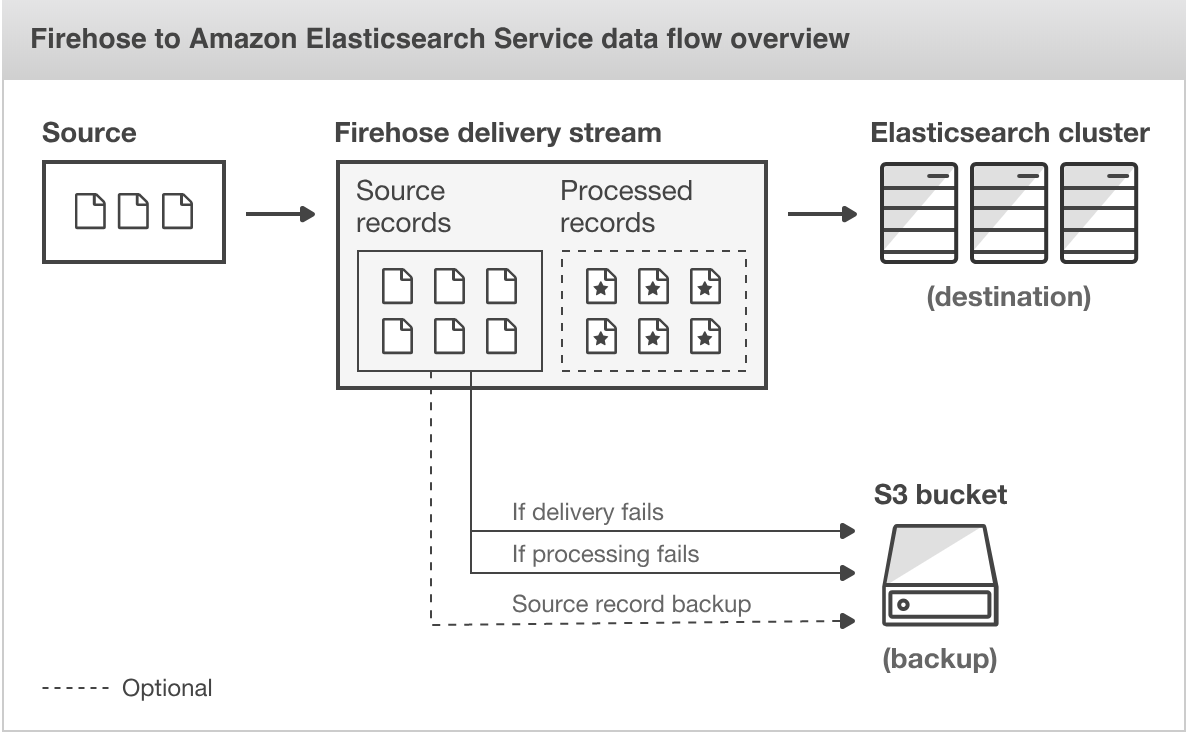 Firehose to Amazon Elasticsearch Service data flow overview
Source
Firehose delivery stream
Elasticsearch cluster
Source
records
Processed
records
(destination)
S3 bucket
If delivery fails
If processing fails
Source record backup
(backup)
Optional